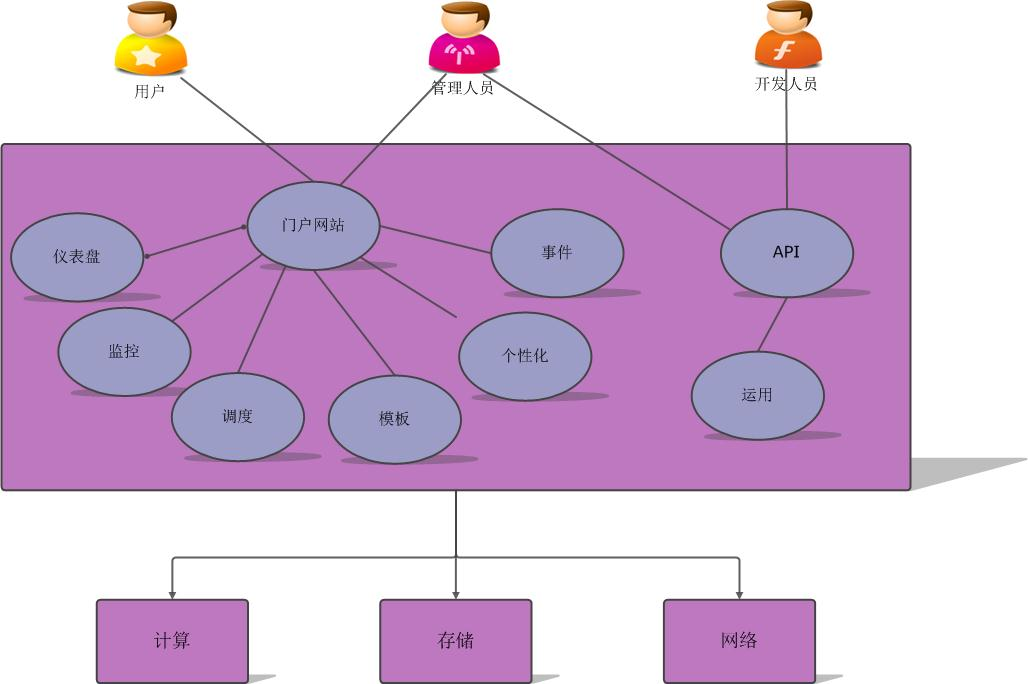 用户
管理人员
开发人员
门户网站
仪表盘
事件
API
监控
个性化
调度
模板
运用
计算
存储
网络